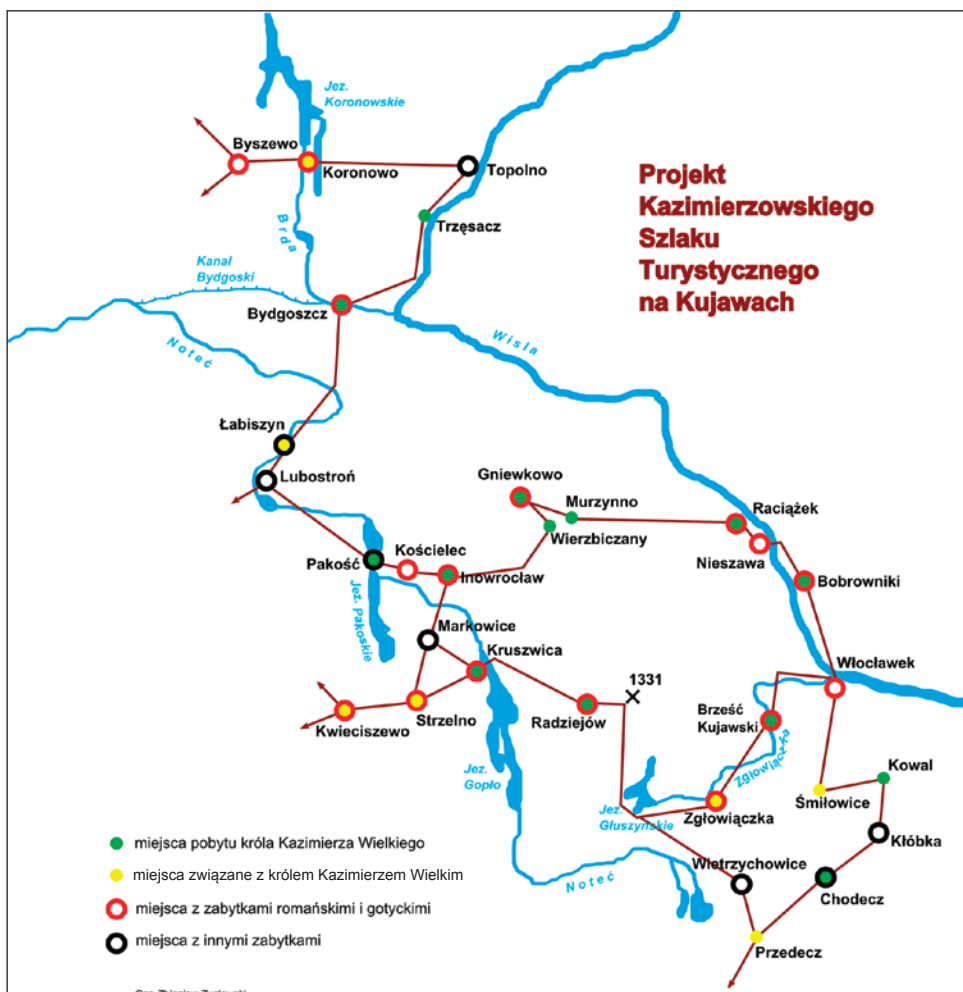 Jez.
Koronowskie
Byszewo
Koronowo
Topolno
Projekt
Kazimierzowskiego
Szlaku
Turystycznego
na Kujawach
Trzęsacz
Brda
Kanał
Bydgoski
Bydgoszcz
Wisła
Noteć
Łabiszyn
Lubostroń
Gniewkowo
Murzynno
Raciążek
Wierzbiczany
Nieszawa
Kościelec
Pakość
Inowrocław
Bobrowniki
Jez. Pakoskie
Markowice
Kruszwica
Włocławek
1331
Brześć
Kujawski
Radziejów
Strzelno
Kwieciszewo
Zgłowiączka
Kowal
Jez.
Gopło
Śmiłowice
Jez.
Głuszyńskie
Zgłowiączka
Kłóbka
miejsca pobytu króla Kazimierza Wielkiego
Wietrzychowice
miejsca związane z królem Kazimierzem Wielkim
Noteć
Chodecz
miejsca z zabytkami romańskimi i gotyckimi
miejsca z innymi zabytkami
Przedecz